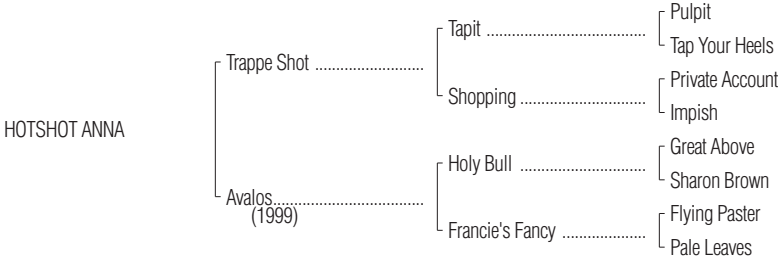 Pulpit
Tapit ..............................
Tap Your Heels
Trappe Shot .........................
Private Account
Shopping .............................
Impish
HOTSHOT ANNA
Great Above
Holy Bull .............................
Sharon Brown
Avalos...................................
(1999)
Flying Paster
Francie's Fancy ....................
Pale Leaves